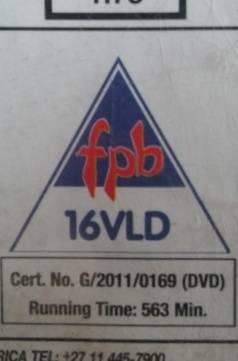 fpb
16VLD
Cert. No. G/2011/0169 (DVD)
Running Time: 563 Min.
RICA TEL: +27 11 445-7900